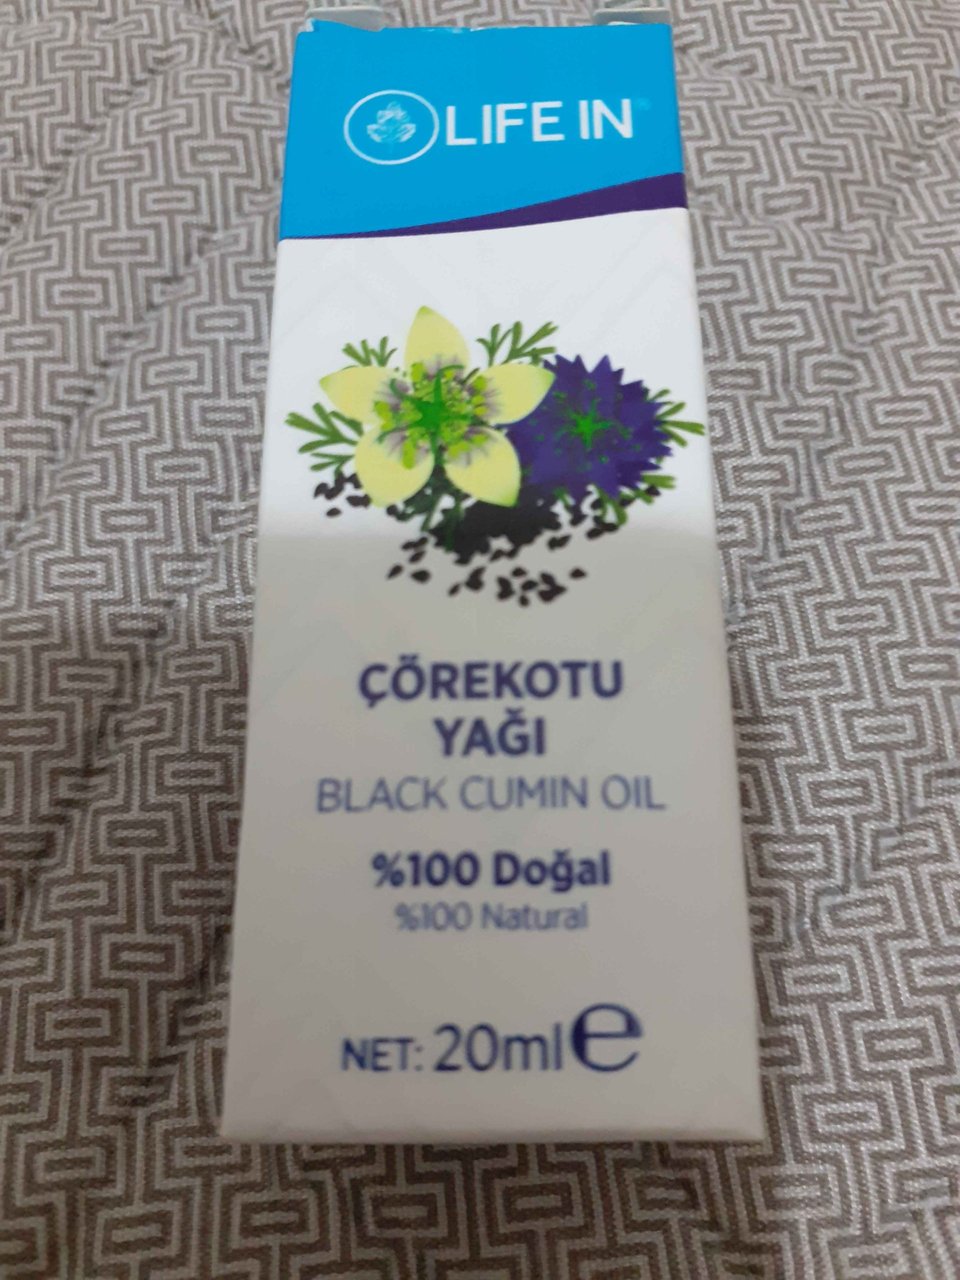 LIFE IN
ÇÖREKOTU
YAĞI
BLACK CUMIN OIL
%100 Doğal
%100 Natural
NET: 20ml e